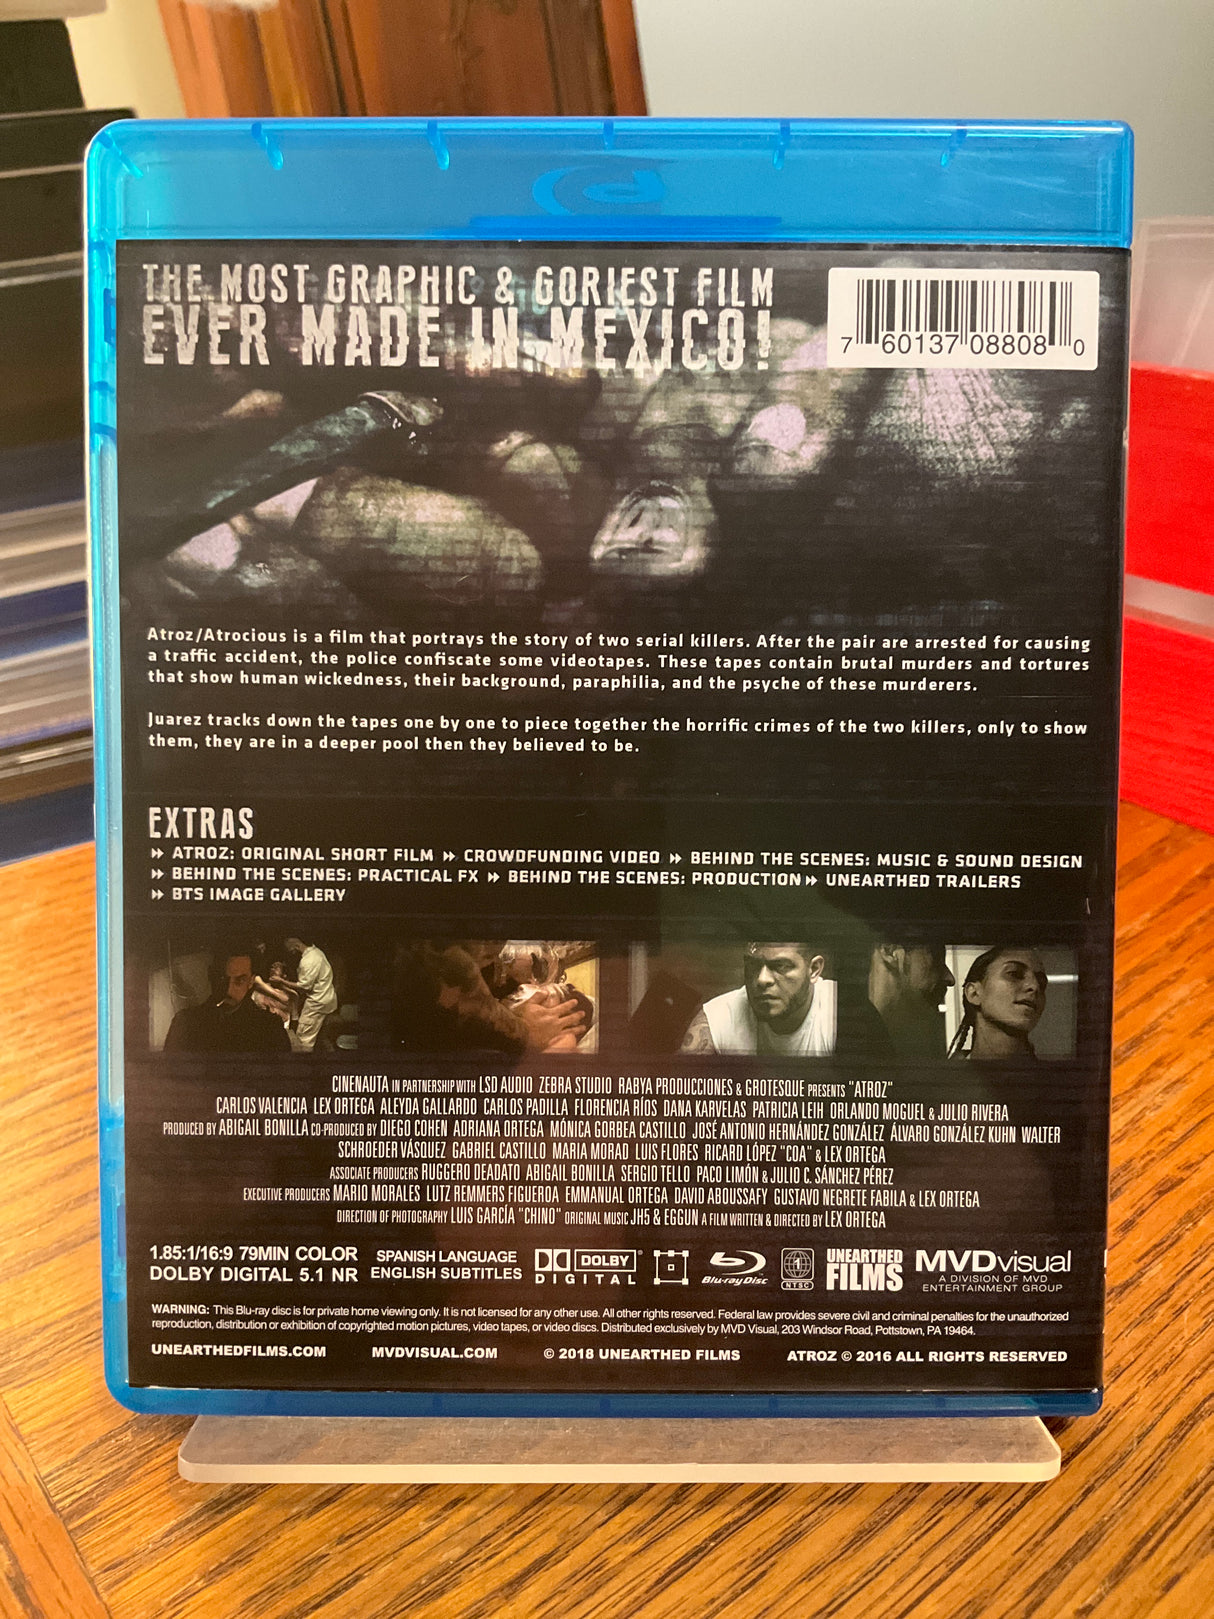 THE MOST GRAPHIC & GORIEST FILM
EVER MADE IN MEXICO!
7 60137 08808 0
Atroz/Atrocious is a film that portrays the story of two serial killers. After the pair are arrested for causing
a traffic accident, the police confiscate some videotapes. These tapes contain brutal murders and tortures
that show human wickedness, their background, paraphilia, and the psyche of these murderers.
Juarez tracks down the tapes one by one to piece together the horrific crimes of the two killers, only to show
them, they are in a deeper pool then they believed to be.
EXTRAS
ATROZ: ORIGINAL SHORT FILM CROWDFUNDING VIDEO BEHIND THE SCENES: MUSIC & SOUND DESIGN
BEHIND THE SCENES: PRACTICAL FX BEHIND THE SCENES: PRODUCTION UNEARTHED TRAILERS
BTS IMAGE GALLERY
CINENAUTA IN PARTNERSHIP WITH LSD AUDIO ZEBRA STUDIO RABYA PRODUCCIONES & GROTESQUE PRESENTS "ATROZ"
CARLOS VALENCIA LEX ORTEGA ALEYDA GALLARDO CARLOS PADILLA FLORENCIA RÍOS DANA KARVELAS PATRICIA LEIH ORLANDO MOGUEL & JULIO RIVERA
PRODUCED BY ABIGAIL BONILLA CO-PRODUCED BY DIEGO COHEN ADRIANA ORTEGA MÓNICA GORBEA CASTILLO JOSÉ ANTONIO HERNÁNDEZ GONZÁLEZ ÁLVARO GONZÁLEZ KUHN WALTER
SCHROEDER VÁSQUEZ GABRIEL CASTILLO MARIA MORAD LUIS FLORES RICARD LÓPEZ "COA" & LEX ORTEGA
ASSOCIATE PRODUCERS RUGGERO DEADATO ABIGAIL BONILLA SERGIO TELLO PACO LIMÓN & JULIO C. SÁNCHEZ PÉREZ
EXECUTIVE PRODUCERS MARIO MORALES LUTZ REMMERS FIGUEROA EMMANUAL ORTEGA DAVID ABOUSSAFY GUSTAVO NEGRETE FABILA & LEX ORTEGA
DIRECTION OF PHOTOGRAPHY LUIS GARCÍA "CHINO" ORIGINAL MUSIC JH5 & EGGUN A FILM WRITTEN & DIRECTED BY LEX ORTEGA
1.85:1/16:9 79MIN COLOR
DOLBY DIGITAL 5.1 NR
SPANISH LANGUAGE
ENGLISH SUBTITLES
DOLBY
DIGITAL
Blu-ray Disc
1
NTSC
UNEARTHED
FILMS
MVDvisual
A DIVISION OF MVD
ENTERTAINMENT GROUP
WARNING: This Blu-ray disc is for private home viewing only. It is not licensed for any other use. All other rights reserved. Federal law provides severe civil and criminal penalties for the unauthorized
reproduction, distribution or exhibition of copyrighted motion pictures, video tapes, or video discs. Distributed exclusively by MVD Visual, 203 Windsor Road, Pottstown, PA 19464.
UNEARTHEDFILMS.COM MVDVISUAL.COM © 2018 UNEARTHED FILMS ATROZ © 2016 ALL RIGHTS RESERVED